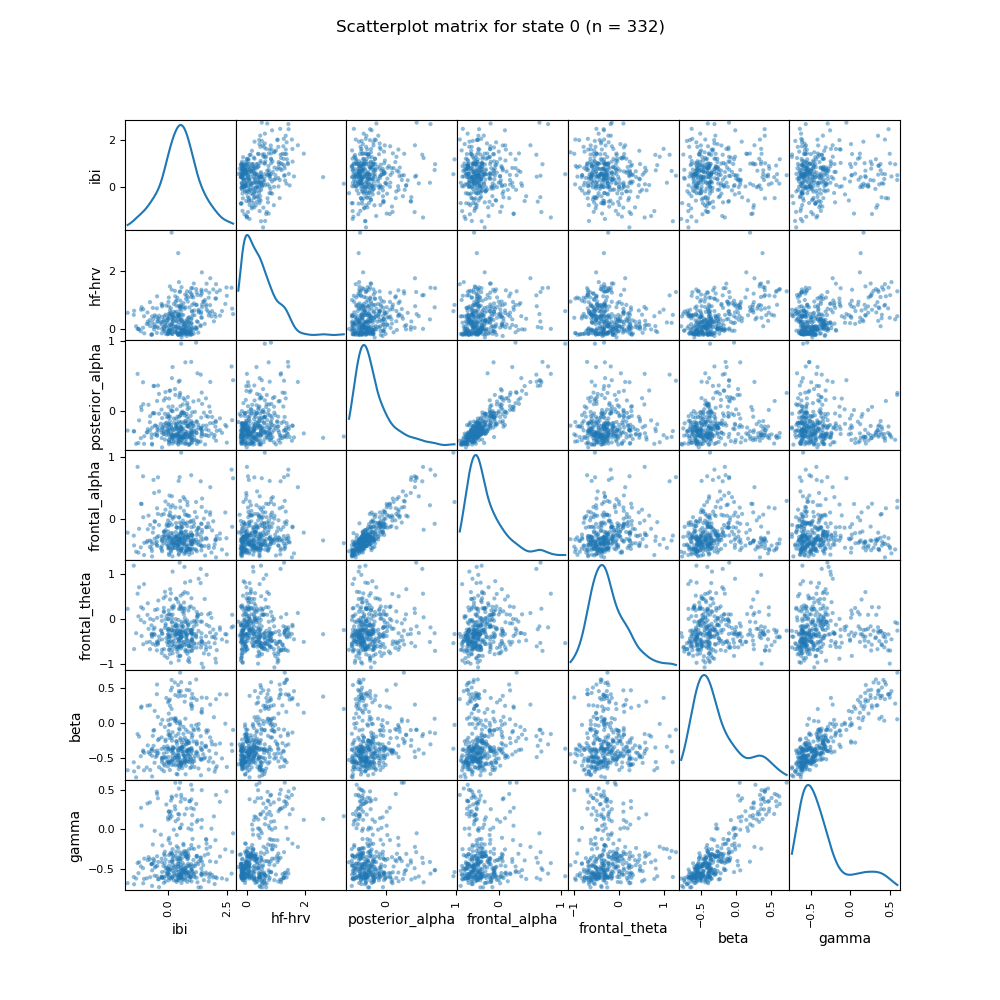 Scatterplot matrix for state 0 (n = 332)
ibi
2
0
hf-hrv
2
0
posterior_alpha
1
0
frontal_alpha
1
0
frontal_theta
1
0
−1
beta
0.5
0.0
−0.5
gamma
0.5
0.0
−0.5
0.0 2.5 0 2 0 1 0 1 −1 0 1 −0.5 0.0 0.5 −0.5 0.0 0.5
ibi hf-hrv posterior_alpha frontal_alpha frontal_theta beta gamma